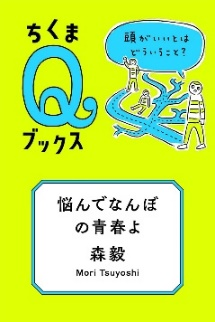 ちくま
Q
ブックス
頭がいいとは
どういうこと?
悩んでなんぼ
の青春よ
森毅
Mori Tsuyoshi